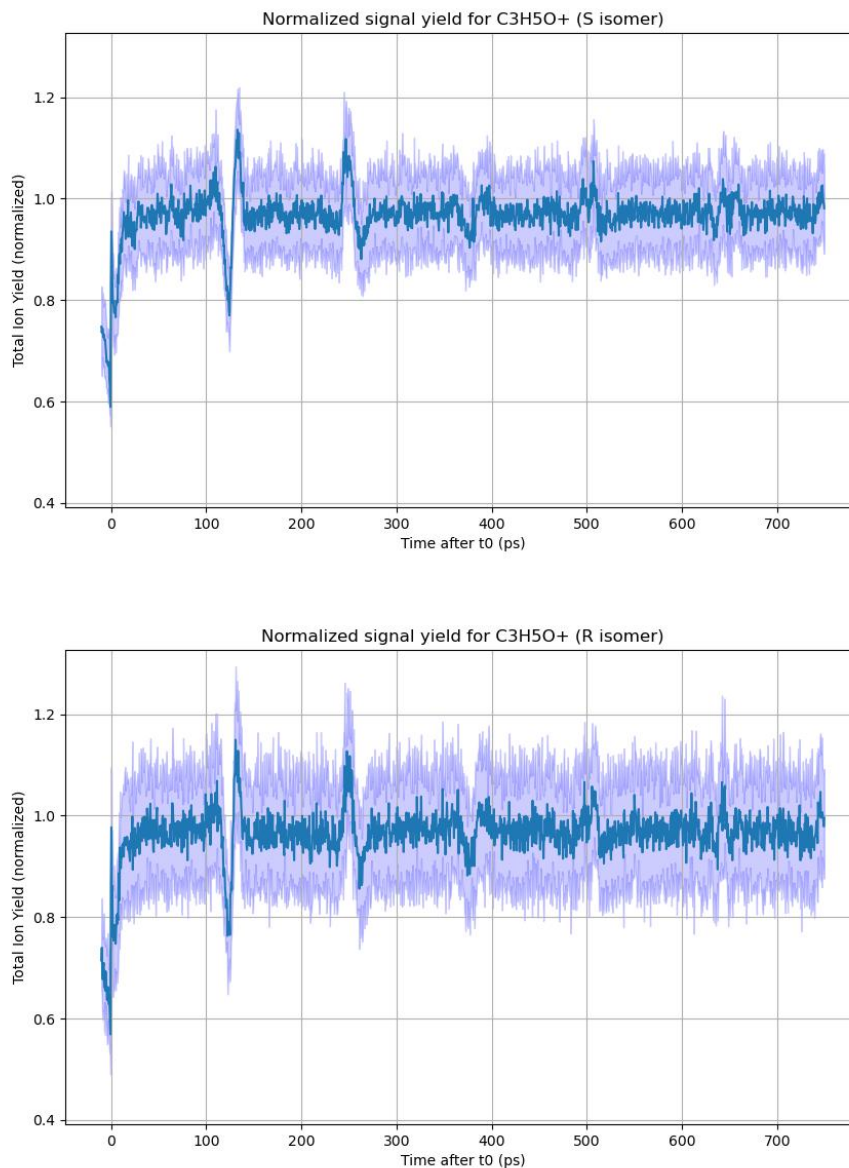 Normalized signal yield for C3H5O+ (S isomer)
1.2
1.0
0.8
0.6
0.4
Total Ion Yield (normalized)
0 100 200 300 400 500 600 700
Time after t0 (ps)
Normalized signal yield for C3H5O+ (R isomer)
1.2
1.0
0.8
0.6
0.4
Total Ion Yield (normalized)
0 100 200 300 400 500 600 700
Time after t0 (ps)